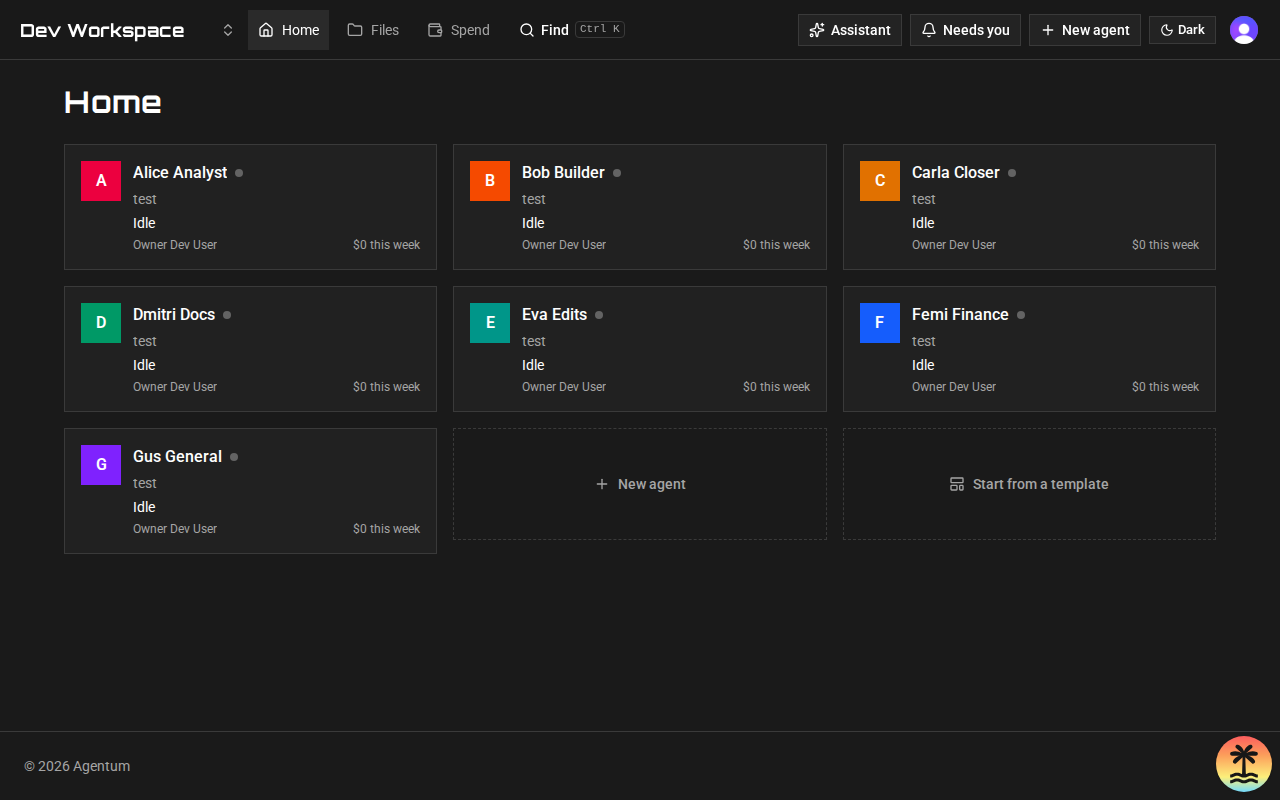 Dev Workspace
Home
Files
Spend
Find Ctrl K
Assistant
Needs you
New agent
Dark
Home
A
Alice Analyst
test
Idle
Owner Dev User
$0 this week
B
Bob Builder
test
Idle
Owner Dev User
$0 this week
C
Carla Closer
test
Idle
Owner Dev User
$0 this week
D
Dmitri Docs
test
Idle
Owner Dev User
$0 this week
E
Eva Edits
test
Idle
Owner Dev User
$0 this week
F
Femi Finance
test
Idle
Owner Dev User
$0 this week
G
Gus General
test
Idle
Owner Dev User
$0 this week
New agent
Start from a template
© 2026 Agentum